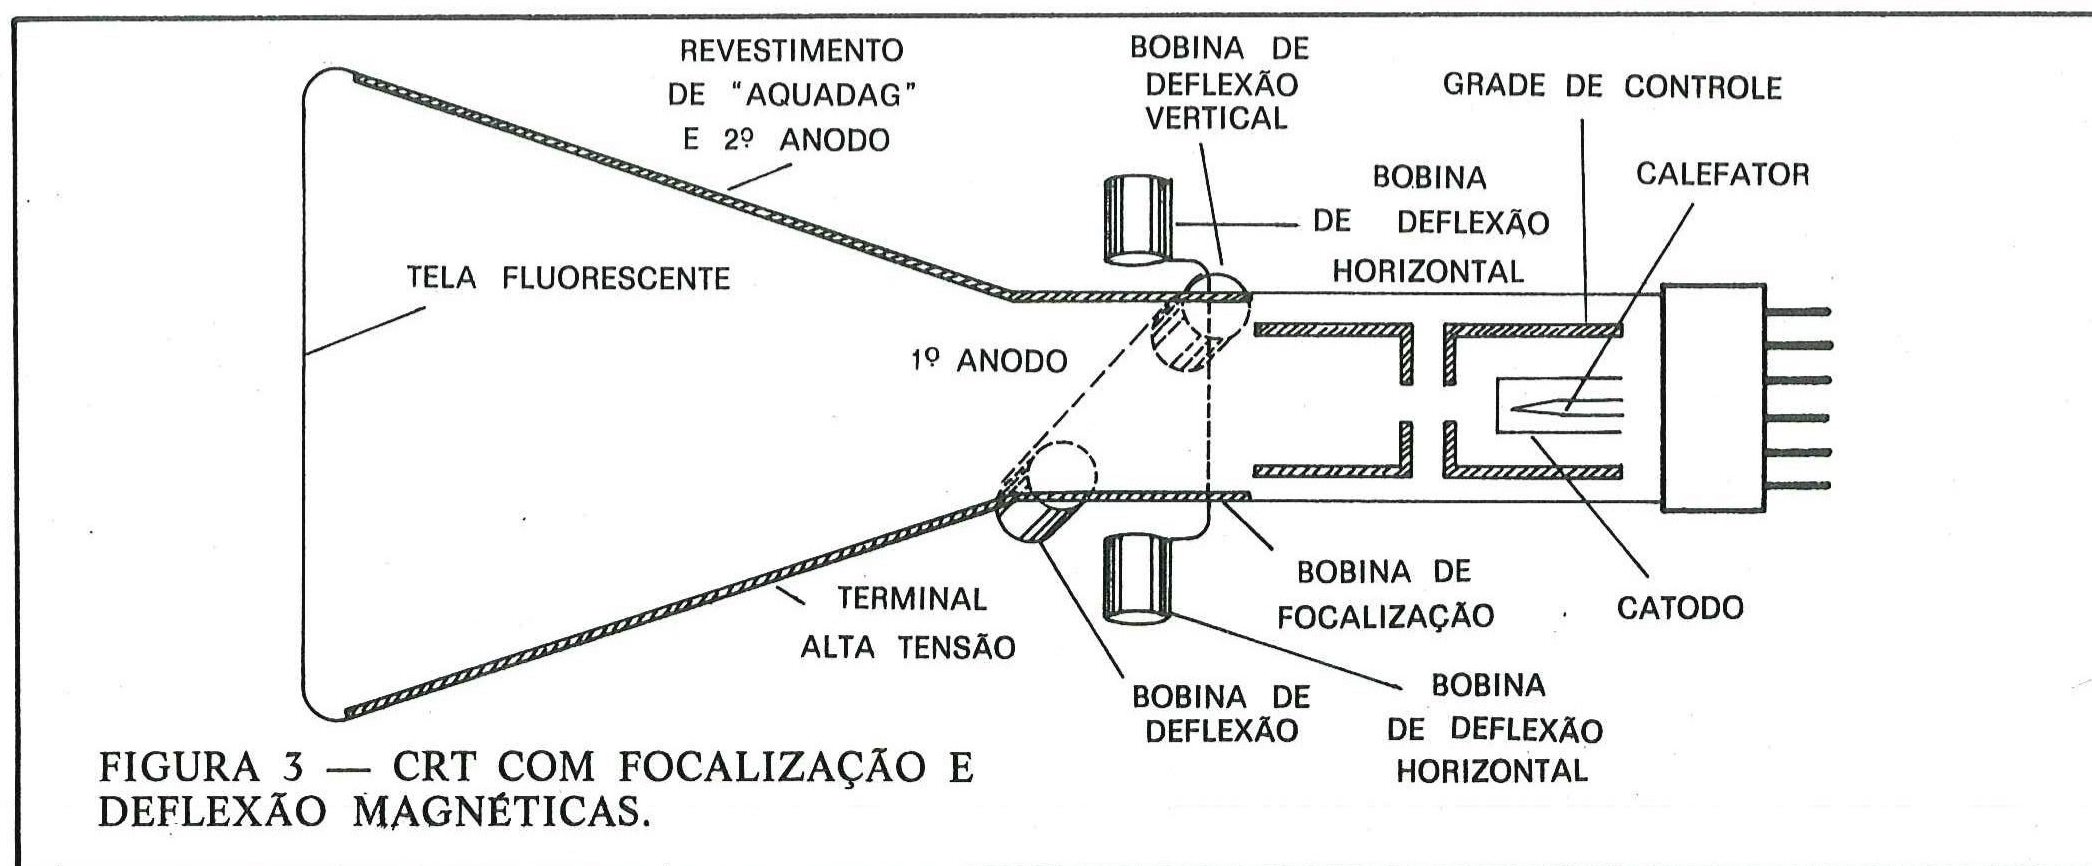 REVESTIMENTO
DE "AQUADAG"
E 2º ANODO
BOBINA DE
DEFLEXÃO
VERTICAL
GRADE DE CONTROLE
BOBINA
DE DEFLEXÃO
HORIZONTAL
CALEFATOR
TELA FLUORESCENTE
1º ANODO
TERMINAL
ALTA TENSÃO
BOBINA DE
FOCALIZAÇÃO
CATODO
BOBINA DE
DEFLEXÃO
BOBINA
DE DEFLEXÃO
HORIZONTAL
FIGURA 3 — CRT COM FOCALIZAÇÃO E
DEFLEXÃO MAGNÉTICAS.